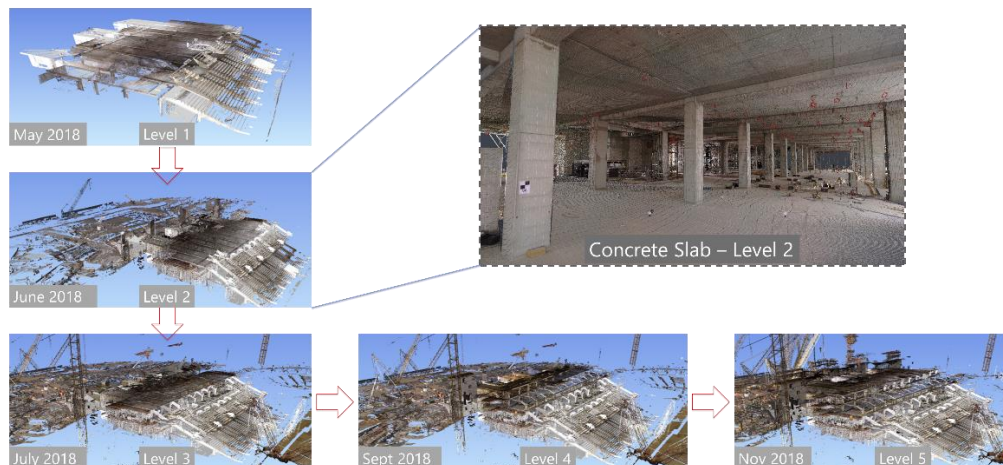 May 2018 Level 1
Concrete Slab – Level 2
June 2018 Level 2
July 2018 Level 3
Sept 2018 Level 4
Nov 2018 Level 5